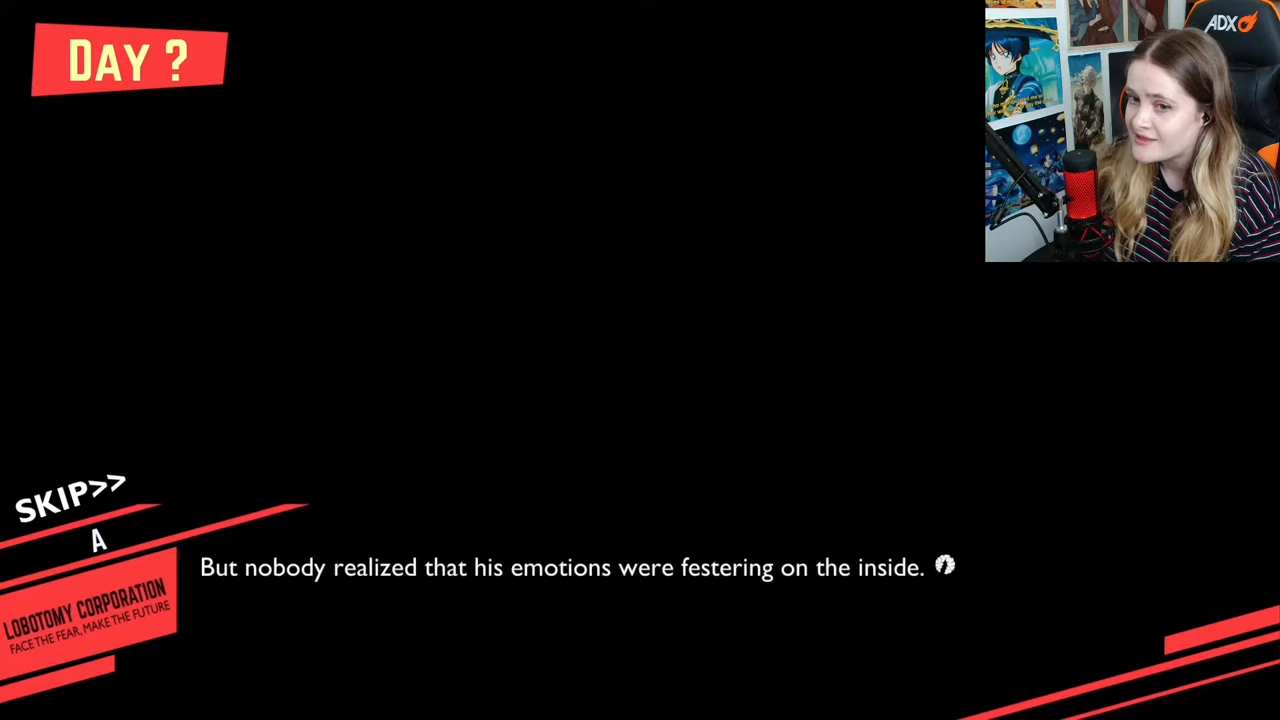 DAY ?
ADX
SKIP>>
A
LOBOTOMY CORPORATION
FACE THE FEAR, MAKE THE FUTURE
But nobody realized that his emotions were festering on the inside.